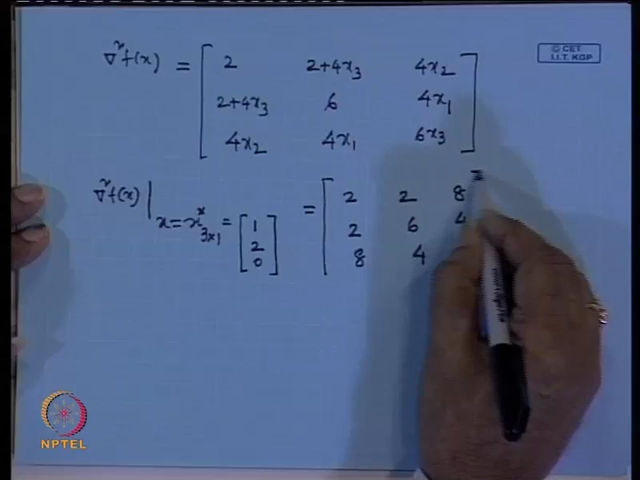 ∇²f(x) = [ 2 2+4x₃ 4x₂
2+4x₃ 6 4x₁
4x₂ 4x₁ 6x₃ ]
© CET
I.I.T. KGP
∇²f(x) | x = x*₃ₓ₁ = [ 1 2 0 ] = [ 2 2 8
2 6 4
8 4
NPTEL